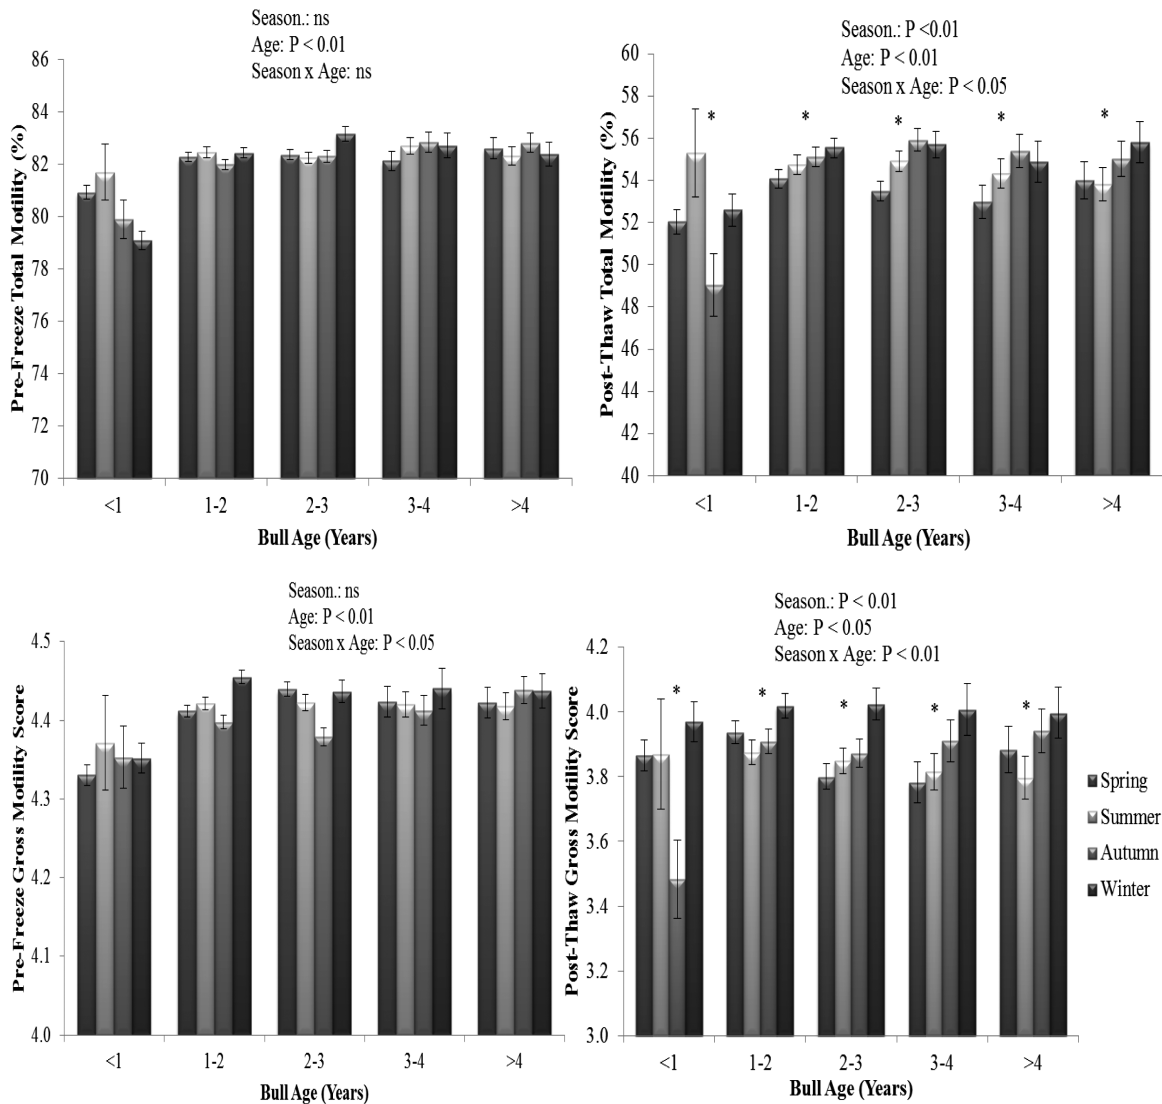 Season.: ns
Age: P < 0.01
Season x Age: ns
Pre-Freeze Total Motility (%)
86
84
82
80
78
76
74
72
70
<1
1-2
2-3
3-4
>4
Bull Age (Years)
Season.: P <0.01
Age: P < 0.01
Season x Age: P < 0.05
Post-Thaw Total Motility (%)
60
58
56
54
52
50
48
46
44
42
40
*
*
*
*
*
<1
1-2
2-3
3-4
>4
Bull Age (Years)
Season.: ns
Age: P < 0.01
Season x Age: P < 0.05
Pre-Freeze Gross Motility Score
4.5
4.4
4.3
4.2
4.1
4.0
<1
1-2
2-3
3-4
>4
Bull Age (Years)
Season.: P < 0.01
Age: P < 0.05
Season x Age: P < 0.01
Post-Thaw Gross Motility Score
4.2
4.0
3.8
3.6
3.4
3.2
3.0
*
*
*
*
*
<1
1-2
2-3
3-4
>4
Bull Age (Years)
Spring
Summer
Autumn
Winter